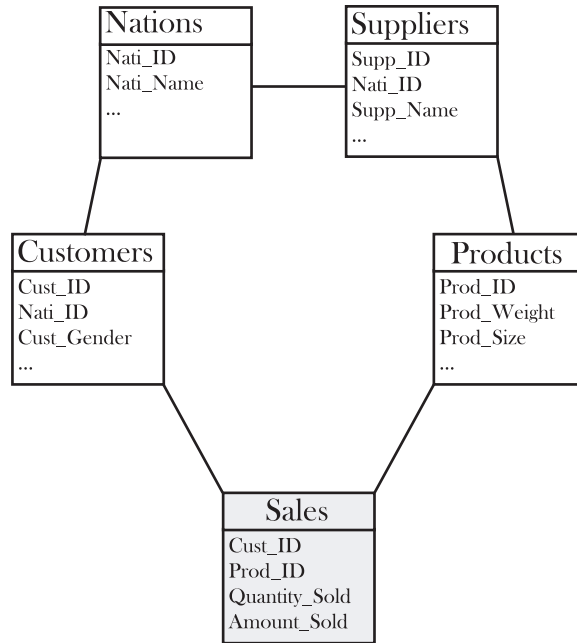 Nations
Nati_ID
Nati_Name
...
Suppliers
Supp_ID
Nati_ID
Supp_Name
...
Customers
Cust_ID
Nati_ID
Cust_Gender
...
Products
Prod_ID
Prod_Weight
Prod_Size
...
Sales
Cust_ID
Prod_ID
Quantity_Sold
Amount_Sold